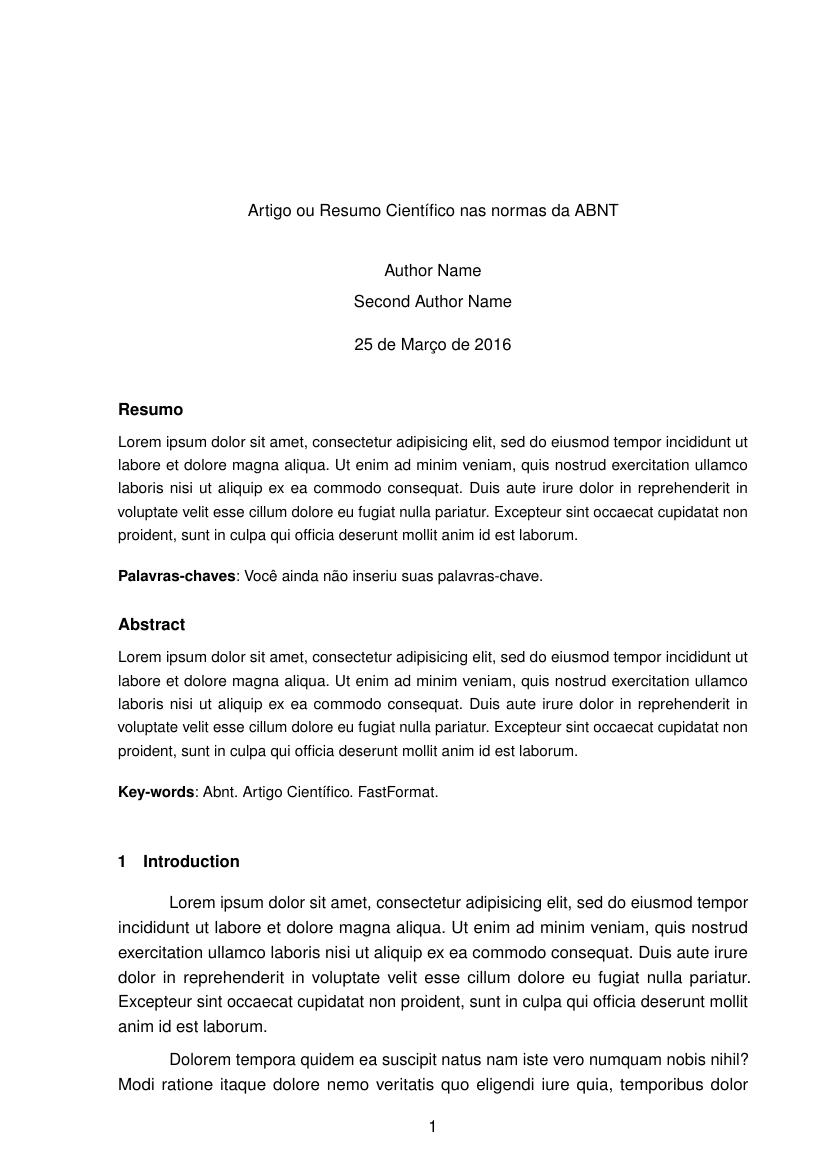 Artigo ou Resumo Científico nas normas da ABNT
Author Name
Second Author Name
25 de Março de 2016
Resumo
Lorem ipsum dolor sit amet, consectetur adipisicing elit, sed do eiusmod tempor incididunt ut
labore et dolore magna aliqua. Ut enim ad minim veniam, quis nostrud exercitation ullamco
laboris nisi ut aliquip ex ea commodo consequat. Duis aute irure dolor in reprehenderit in
voluptate velit esse cillum dolore eu fugiat nulla pariatur. Excepteur sint occaecat cupidatat non
proident, sunt in culpa qui officia deserunt mollit anim id est laborum.
Palavras-chaves: Você ainda não inseriu suas palavras-chave.
Abstract
Lorem ipsum dolor sit amet, consectetur adipisicing elit, sed do eiusmod tempor incididunt ut
labore et dolore magna aliqua. Ut enim ad minim veniam, quis nostrud exercitation ullamco
laboris nisi ut aliquip ex ea commodo consequat. Duis aute irure dolor in reprehenderit in
voluptate velit esse cillum dolore eu fugiat nulla pariatur. Excepteur sint occaecat cupidatat non
proident, sunt in culpa qui officia deserunt mollit anim id est laborum.
Key-words: Abnt. Artigo Científico. FastFormat.
1 Introduction
Lorem ipsum dolor sit amet, consectetur adipisicing elit, sed do eiusmod tempor
incididunt ut labore et dolore magna aliqua. Ut enim ad minim veniam, quis nostrud
exercitation ullamco laboris nisi ut aliquip ex ea commodo consequat. Duis aute irure
dolor in reprehenderit in voluptate velit esse cillum dolore eu fugiat nulla pariatur.
Excepteur sint occaecat cupidatat non proident, sunt in culpa qui officia deserunt mollit
anim id est laborum.
Dolorem tempora quidem ea suscipit natus nam iste vero numquam nobis nihil?
Modi ratione itaque dolore nemo veritatis quo eligendi iure quia, temporibus dolor
1